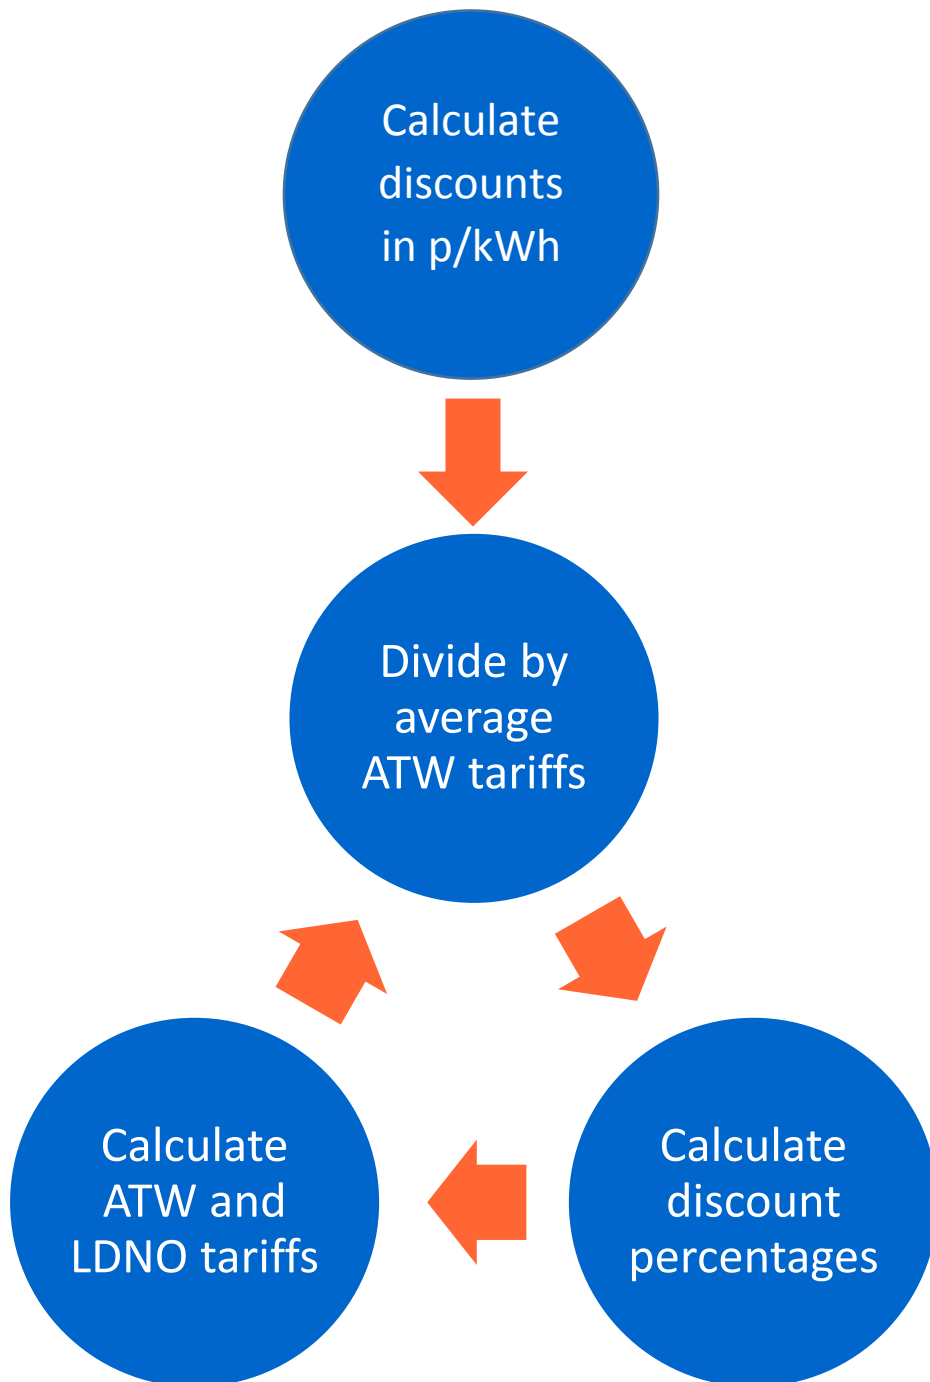 Calculate
discounts
in p/kWh
Divide by
average
ATW tariffs
Calculate
ATW and
LDNO tariffs
Calculate
discount
percentages